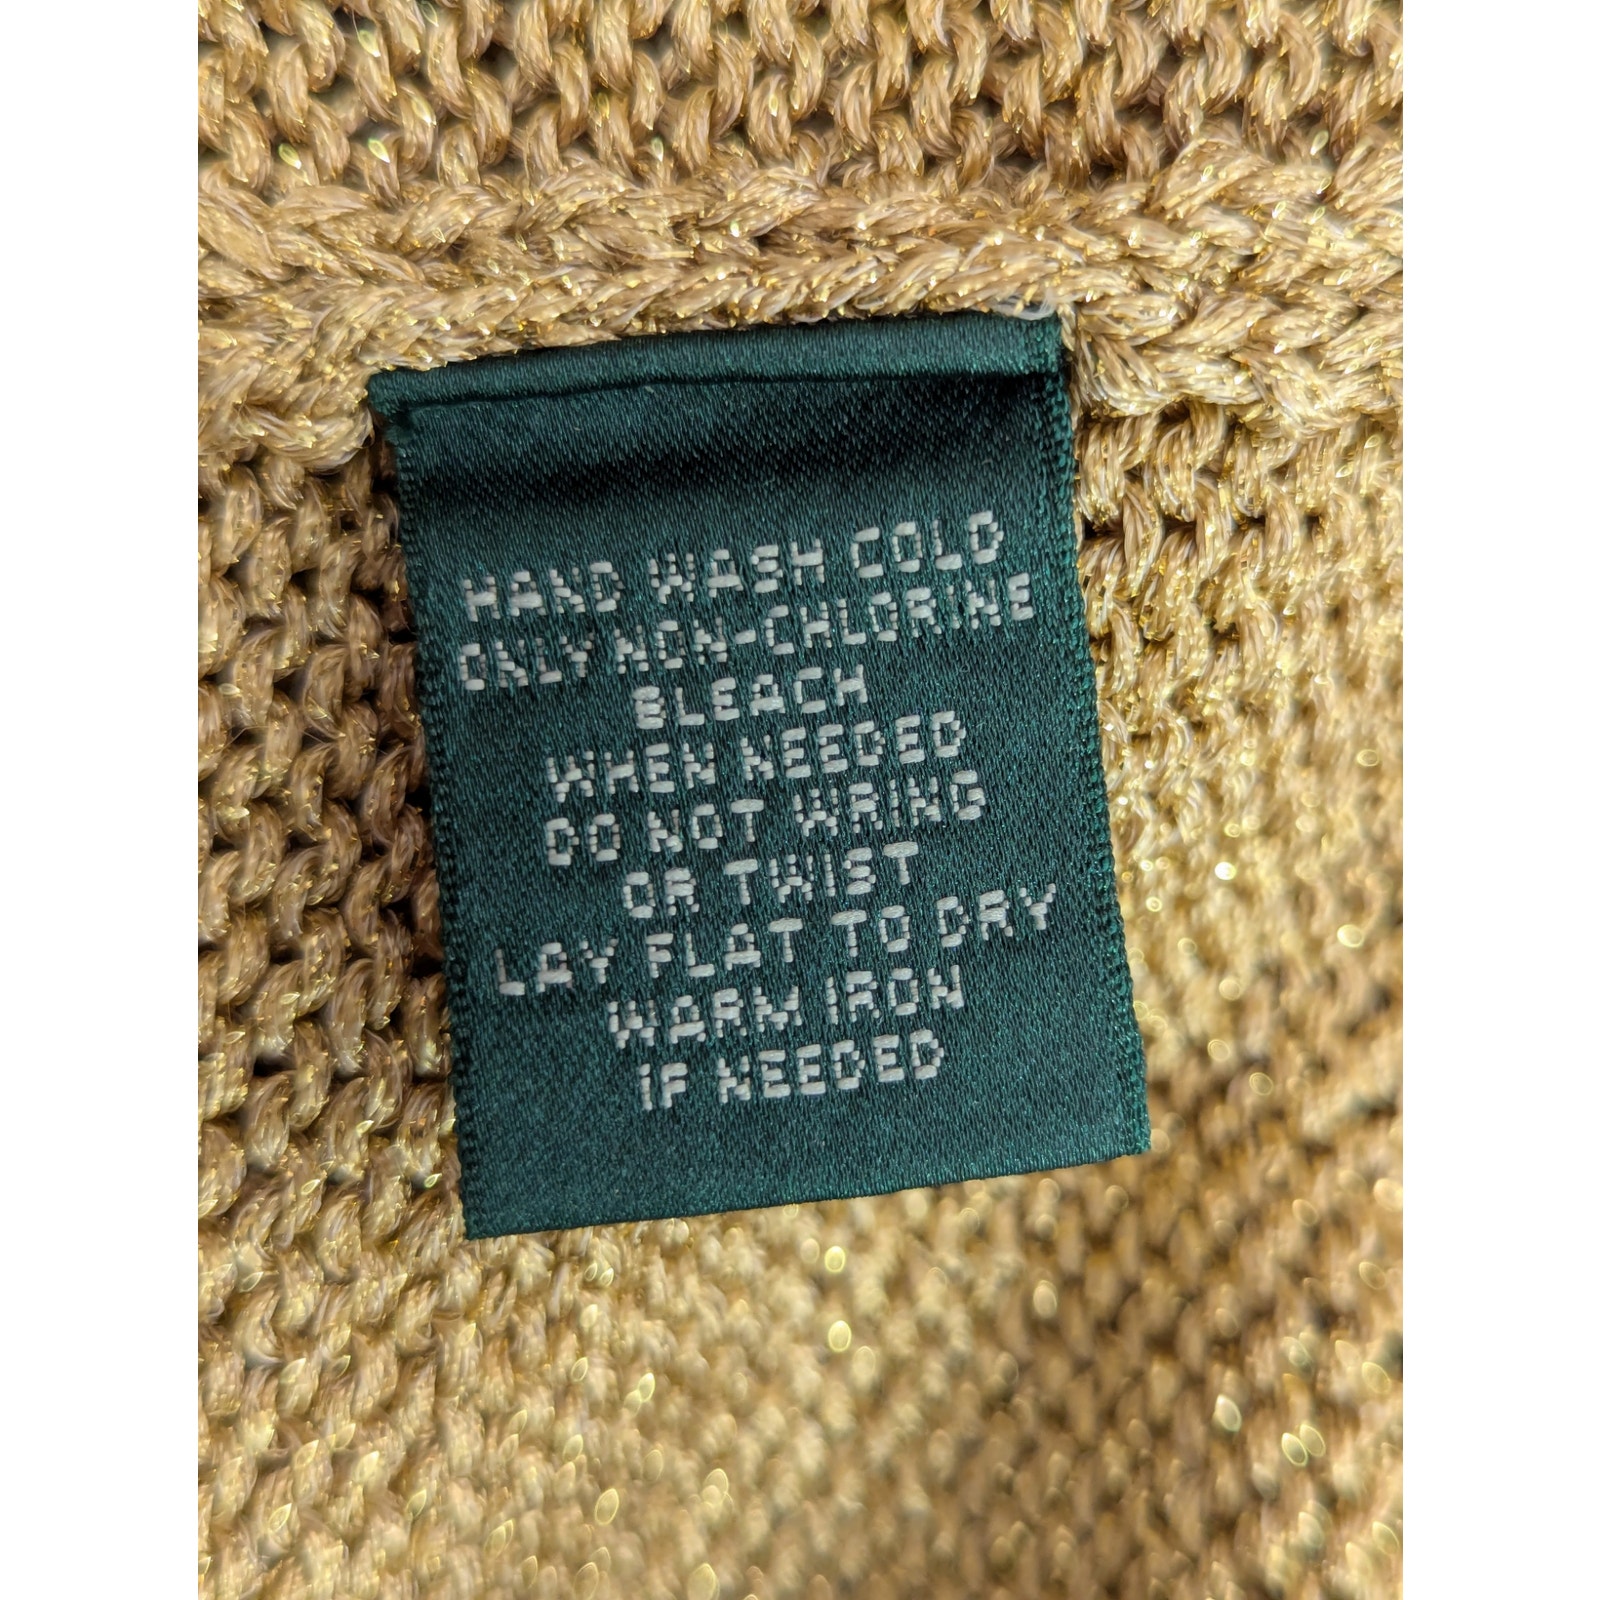 HAND WASH COLD
ONLY NON-CHLORINE
BLEACH
WHEN NEEDED
DO NOT WRING
OR TWIST
LAY FLAT TO DRY
WARM IRON
IF NEEDED